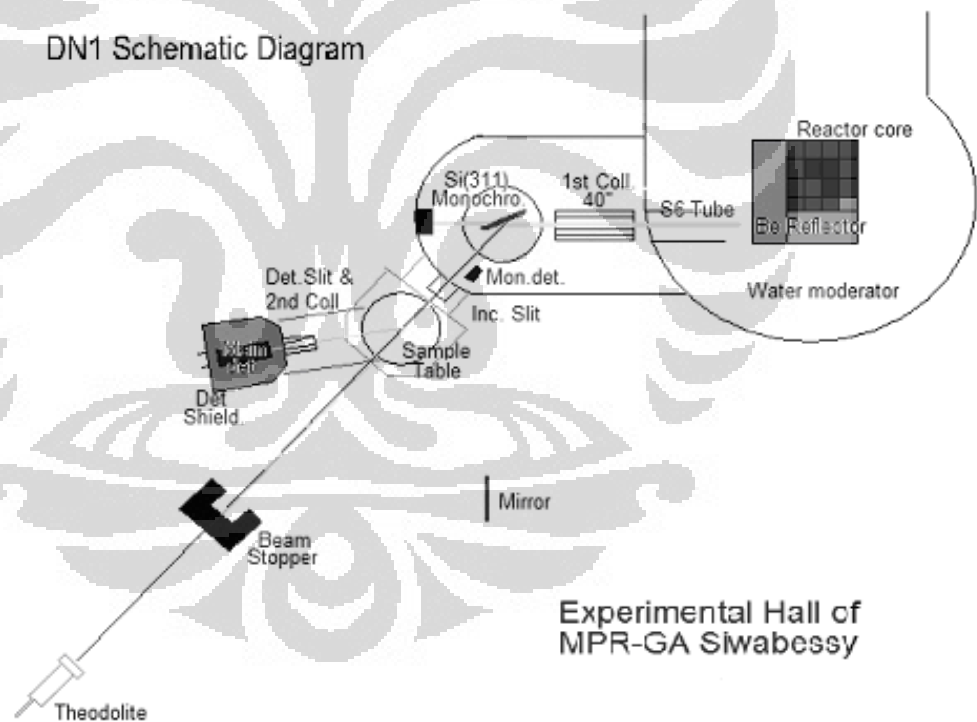 DN1 Schematic Diagram
Reactor core
Si(311)
Monochro.
1st Coll.
40"
S6 Tube
Be Reflector
Det.Slit &
2nd Coll
Mon.det.
Water moderator
Inc. Slit
Sample
Table
Det
Shield.
Mirror
Beam
Stopper
Experimental Hall of
MPR-GA Siwabessy
Theodolite